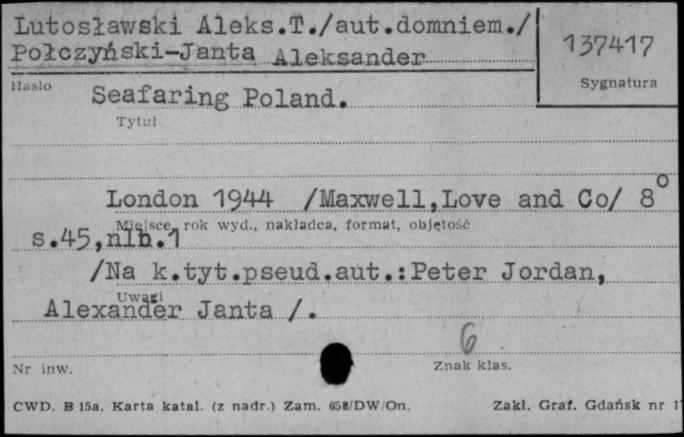 Lutosławski Aleks.T./aut.domniem./
Połczyński-Janta Aleksander
137417
Hasło
Sygnatura
Seafaring Poland.
Tytuł
London 1944 /Maxwell,Love and Co/ 8°
Miejsce, rok wyd., nakładca, format, objętość
s.45,nlb.1
/Na k.tyt.pseud.aut.:Peter Jordan,
Uwagi
Alexander Janta /.
6
Nr inw.
Znak klas.
CWD. B 15a. Karta katal. (z nadr.) Zam. 658/DW/On.
Zakł. Graf. Gdańsk nr